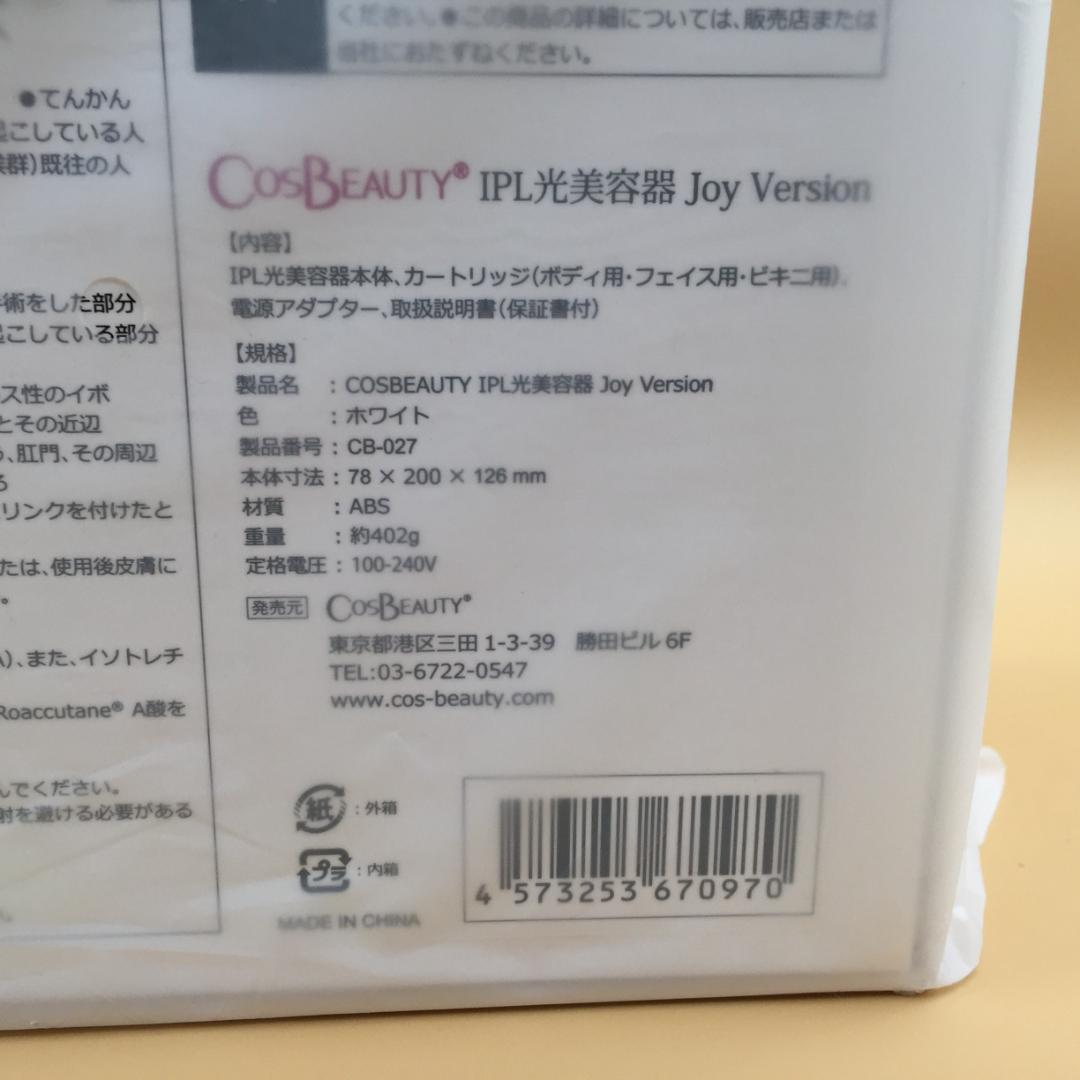 ください。●この商品の詳細については、販売店または
当社におたずねください。
●てんかん
起こしている人
既往の人
術をした部分
起こしている部分
ス性のイボ
とその近辺
、肛門、その周辺
る
リンクを付けたと
たは、使用後皮膚に
。
A)、また、イソトレチ
Roaccutane® A酸を
んでください。
射を避ける必要がある
COSBEAUTY® IPL光美容器 Joy Version
【内容】
IPL光美容器本体、カートリッジ(ボディ用・フェイス用・ビキニ用)、
電源アダプター、取扱説明書(保証書付)
【規格】
製品名 : COSBEAUTY IPL光美容器 Joy Version
色 : ホワイト
製品番号 : CB-027
本体寸法 : 78 × 200 × 126 mm
材質 : ABS
重量 : 約402g
定格電圧 : 100-240V
発売元 COSBEAUTY®
東京都港区三田 1-3-39 勝田ビル 6F
TEL:03-6722-0547
www.cos-beauty.com
紙 : 外箱
プラ : 内箱
MADE IN CHINA
4 573253 670970